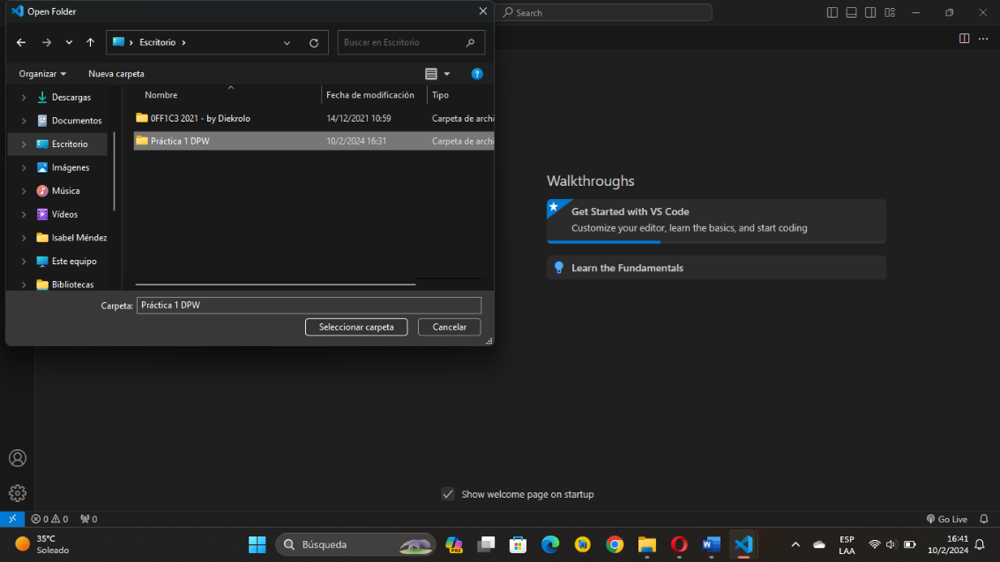 Open Folder
Search
Escritorio
Buscar en Escritorio
Organizar
Nueva carpeta
Nombre
Fecha de modificación
Tipo
Descargas
Documentos
Escritorio
Imágenes
Música
Vídeos
Isabel Méndez
Este equipo
Bibliotecas
0FF1C3 2021 - by Diekrolo
14/12/2021 10:59
Carpeta de archi
Práctica 1 DPW
10/2/2024 16:31
Carpeta de archi
Carpeta:
Práctica 1 DPW
Seleccionar carpeta
Cancelar
Walkthroughs
Get Started with VS Code
Customize your editor, learn the basics, and start coding
Learn the Fundamentals
Show welcome page on startup
0
0
0
Go Live
35°C
Soleado
Búsqueda
PRE
ESP
LAA
16:41
10/2/2024